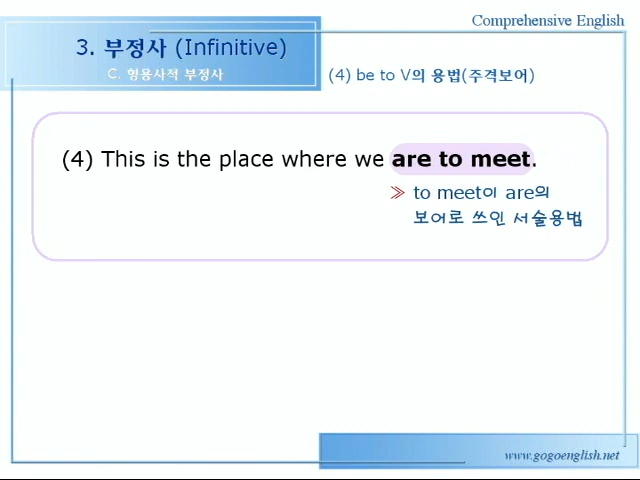 Comprehensive English
3. 부정사 (Infinitive)
C. 형용사적 부정사
(4) be to V의 용법(주격보어)
(4) This is the place where we are to meet.
≫ to meet이 are의
보어로 쓰인 서술용법
www.gogoenglish.net